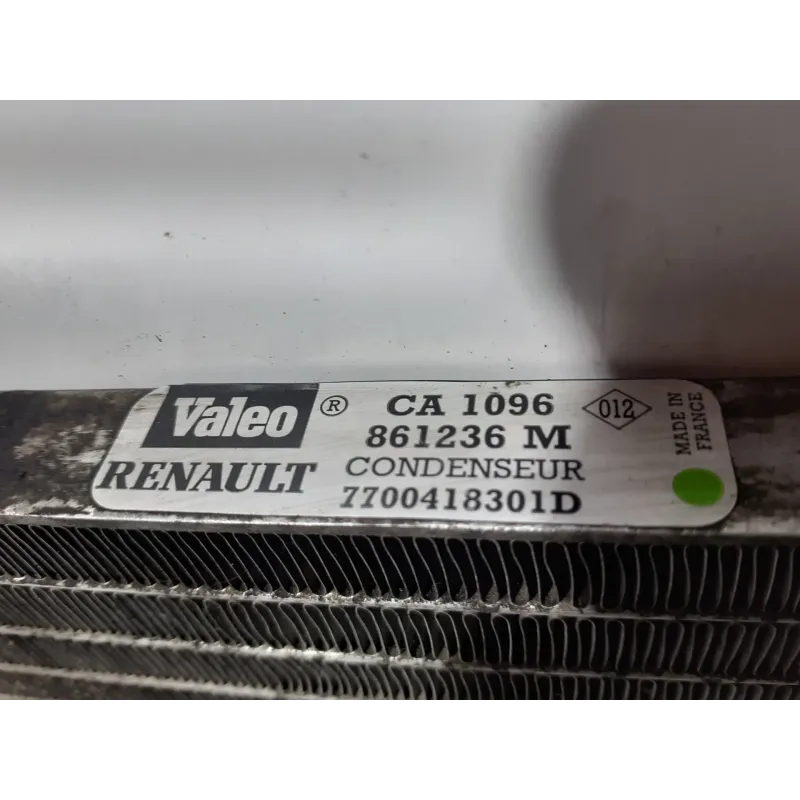 Valeo ® CA 1096 012
861236 M
RENAULT CONDENSEUR
7700418301D
MADE IN
FRANCE